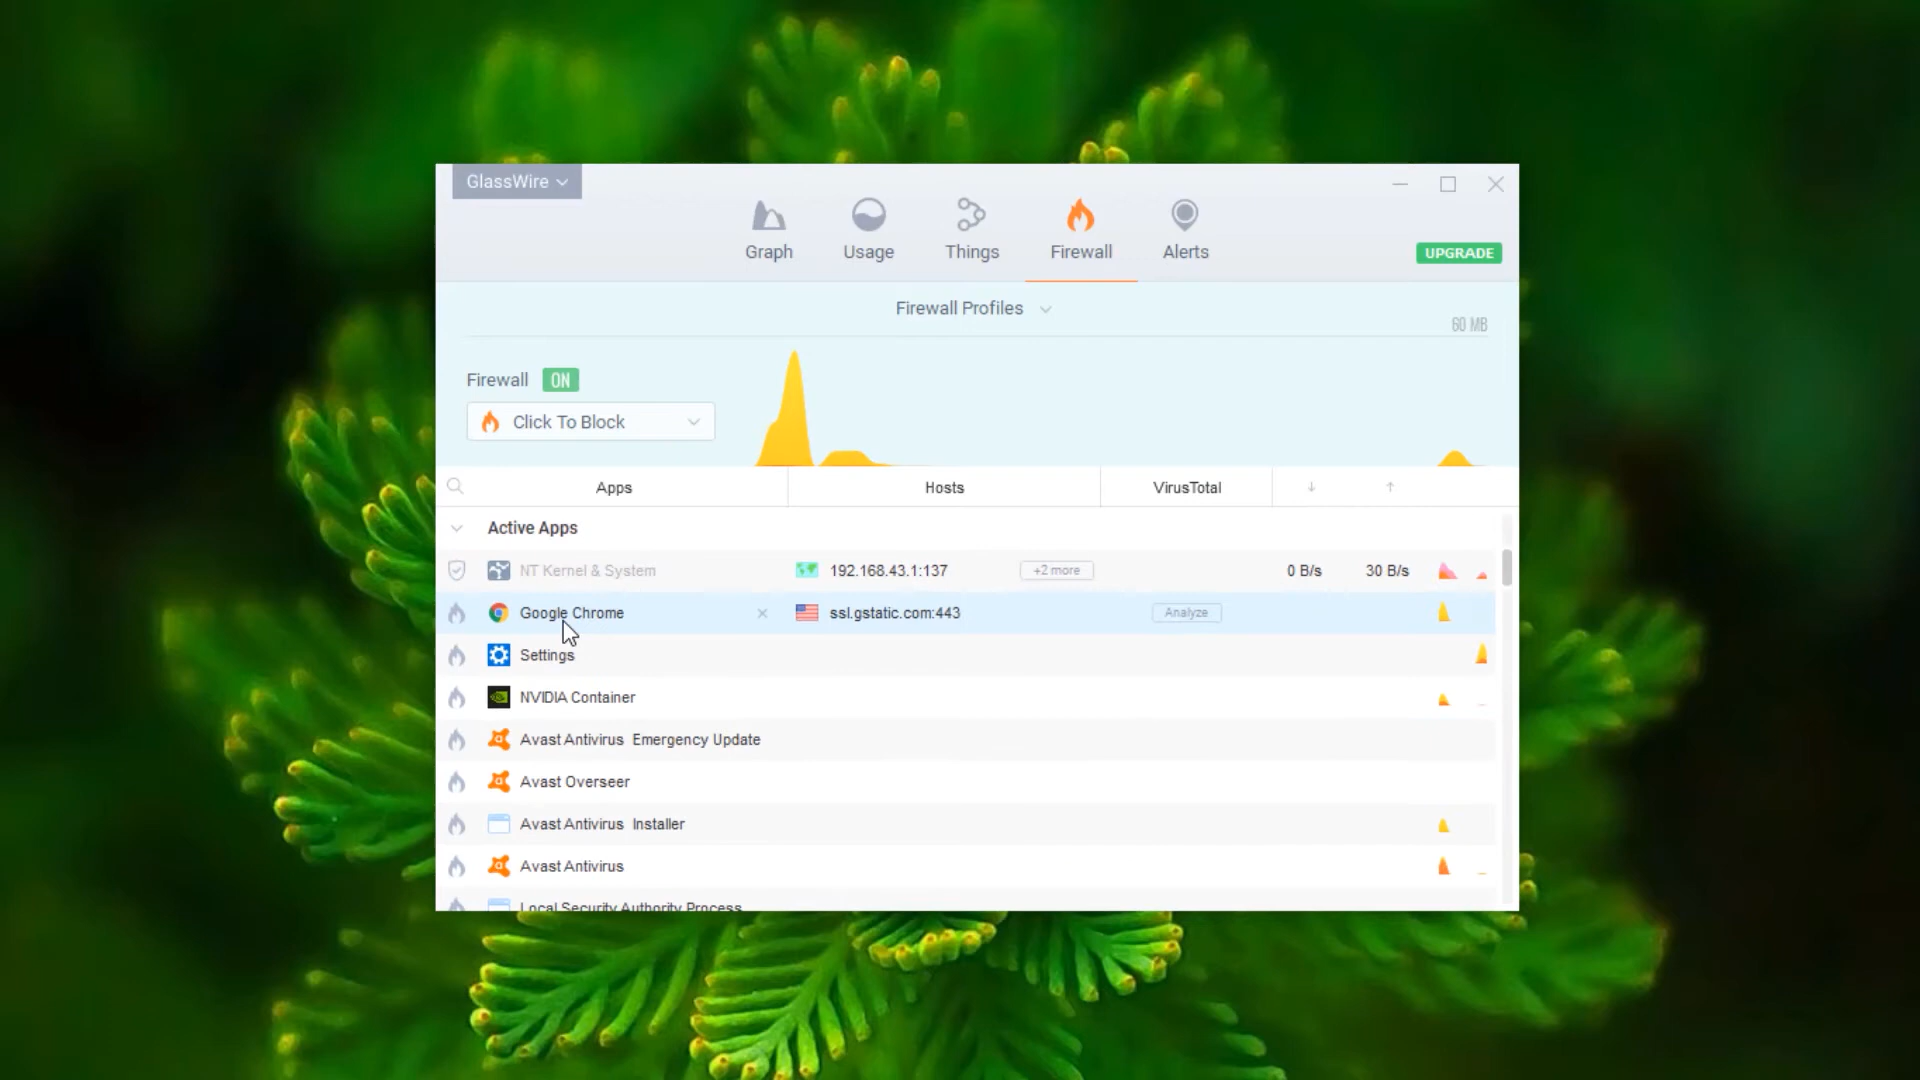 GlassWire
Graph
Usage
Things
Firewall
Alerts
UPGRADE
Firewall Profiles
60 MB
Firewall ON
Click To Block
Apps
Hosts
VirusTotal
Active Apps
NT Kernel & System
192.168.43.1:137
+2 more
0 B/s
30 B/s
Google Chrome
ssl.gstatic.com:443
Analyze
Settings
NVIDIA Container
Avast Antivirus Emergency Update
Avast Overseer
Avast Antivirus Installer
Avast Antivirus
Local Security Authority Process